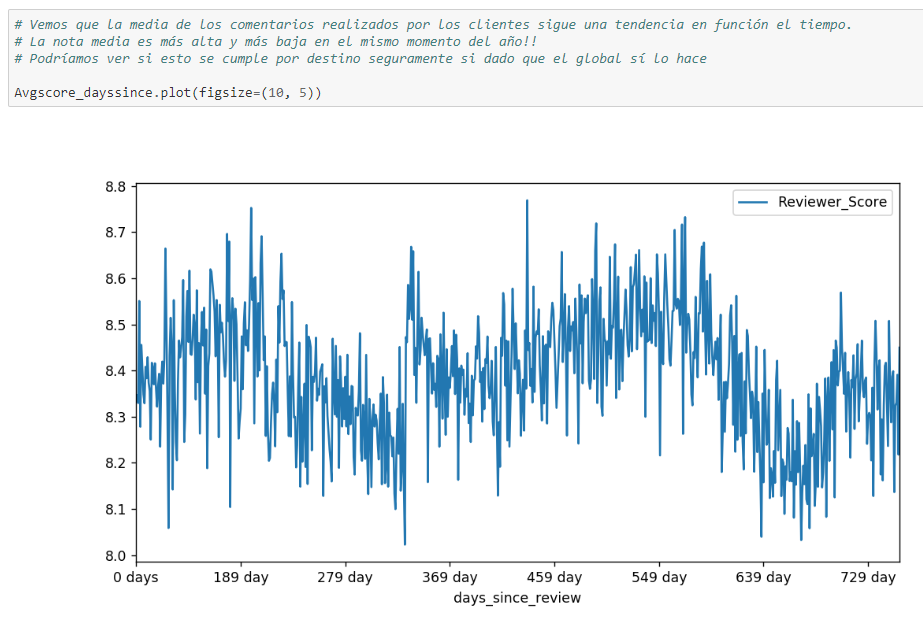 # Vemos que la media de los comentarios realizados por los clientes sigue una tendencia en función el tiempo.
# La nota media es más alta y más baja en el mismo momento del año!!
# Podríamos ver si esto se cumple por destino seguramente si dado que el global sí lo hace
Avgscore_dayssince.plot(figsize=(10, 5))
8.8
Reviewer_Score
8.7
8.6
8.5
8.4
8.3
8.2
8.1
8.0
0 days 189 day 279 day 369 day 459 day 549 day 639 day 729 day
days_since_review